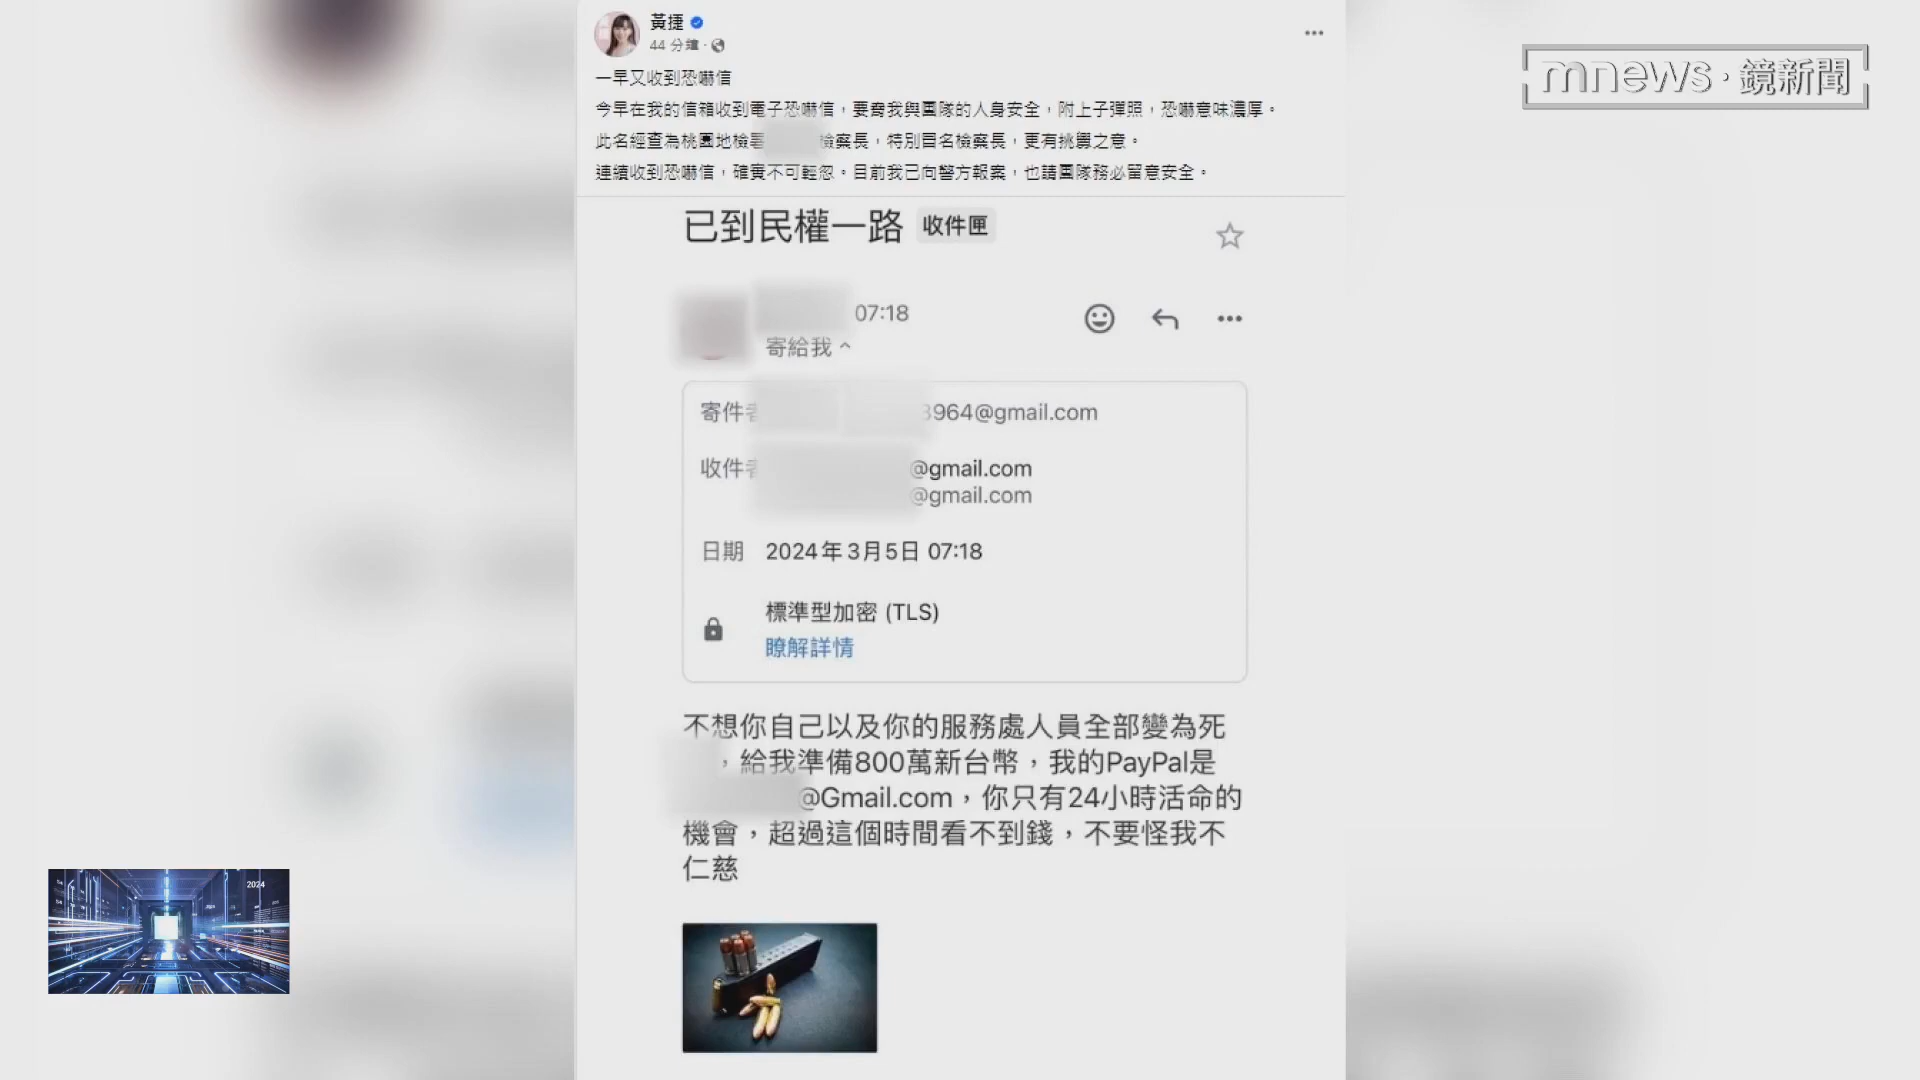 黃捷
44 分鐘 ·
mnews · 鏡新聞
一早又收到恐嚇信
今早在我的信箱收到電子恐嚇信，要脅我與團隊的人身安全，附上子彈照，恐嚇意味濃厚。
此名經查為桃園地檢署 檢察長，特別冒名檢察長，更有挑釁之意。
連續收到恐嚇信，確實不可輕忽。目前我已向警方報案，也請團隊務必留意安全。
已到民權一路 收件匣
07:18
寄給我
寄件者 3964@gmail.com
收件者 @gmail.com
@gmail.com
日期 2024年3月5日 07:18
標準型加密 (TLS)
瞭解詳情
不想你自己以及你的服務處人員全部變為死
，給我準備800萬新台幣，我的PayPal是
@Gmail.com，你只有24小時活命的
機會，超過這個時間看不到錢，不要怪我不
仁慈
2024